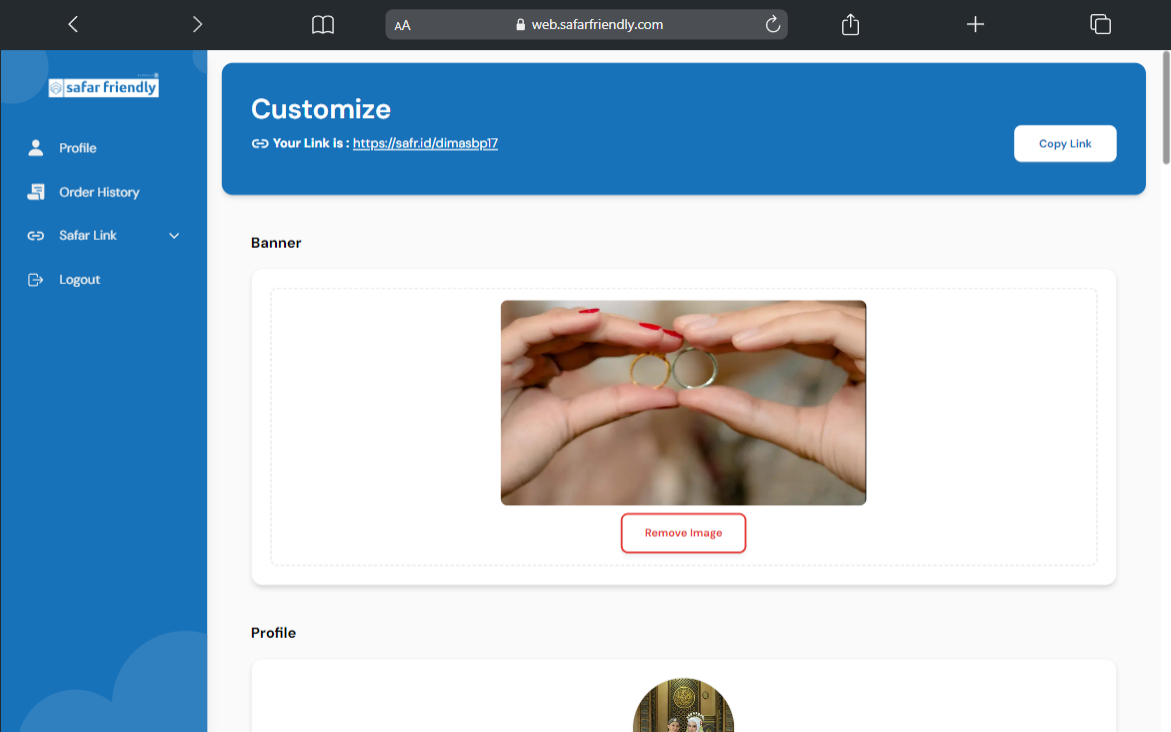 AA
web.safarfriendly.com
safar friendly
Profile
Order History
Safar Link
Logout
Customize
Your Link is : https://safr.id/dimasbp17
Copy Link
Banner
Remove Image
Profile